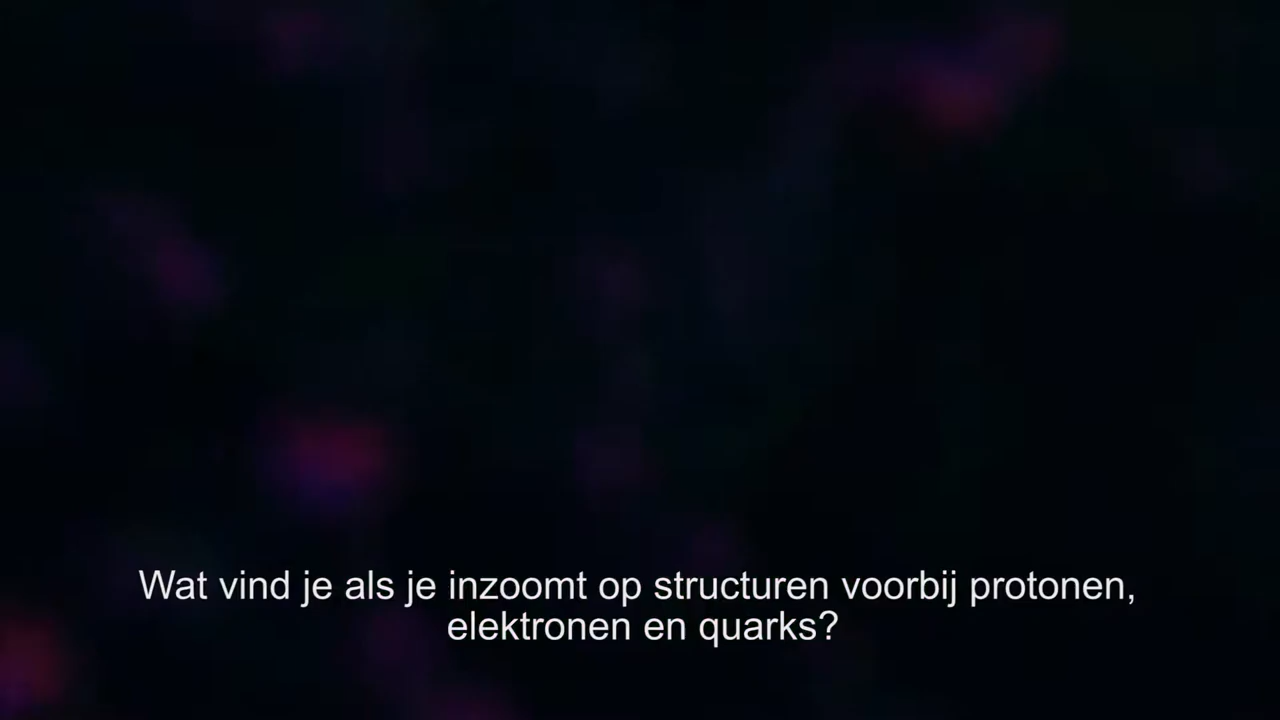 Wat vind je als je inzoomt op structuren voorbij protonen,
elektronen en quarks?